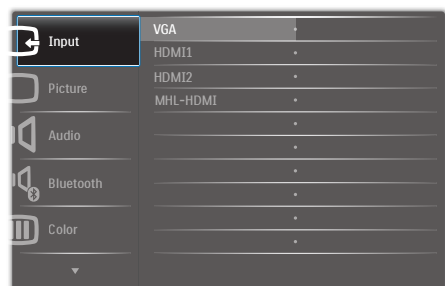 Input
Picture
Audio
Bluetooth
Color
VGA
HDMI1
HDMI2
MHL-HDMI